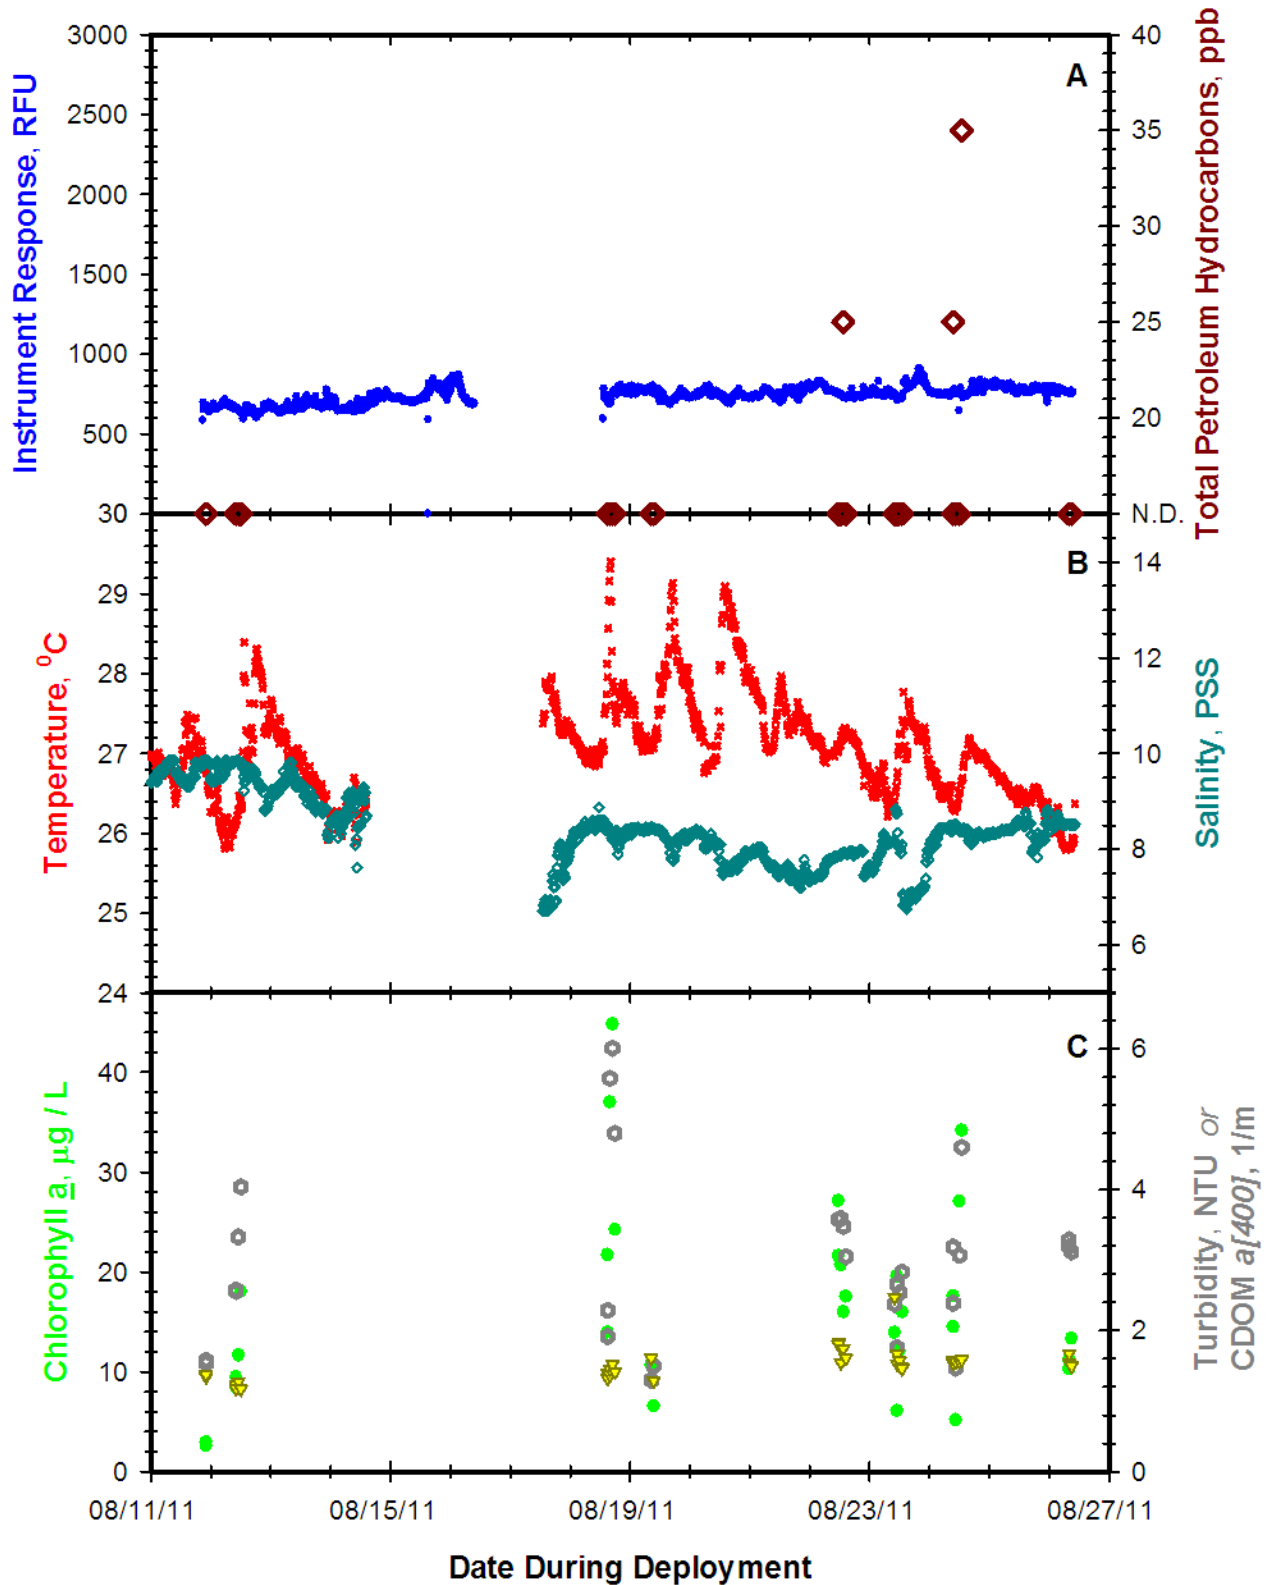 Instrument Response, RFU
3000
2500
2000
1500
1000
500
A
Total Petroleum Hydrocarbons, ppb
40
35
30
25
20
N.D.
Temperature, ⁰C
30
29
28
27
26
25
24
B
Salinity, PSS
14
12
10
8
6
Chlorophyll a, µg / L
40
30
20
10
0
C
Turbidity, NTU or
CDOM a[400], 1/m
6
4
2
0
08/11/11 08/15/11 08/19/11 08/23/11 08/27/11
Date During Deployment